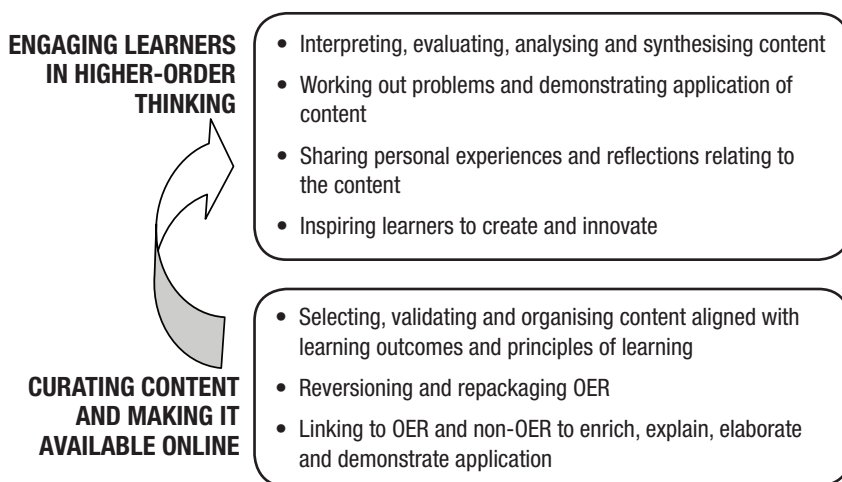 ENGAGING LEARNERS
IN HIGHER-ORDER
THINKING
• Interpreting, evaluating, analysing and synthesising content
• Working out problems and demonstrating application of
content
• Sharing personal experiences and reflections relating to
the content
• Inspiring learners to create and innovate
CURATING CONTENT
AND MAKING IT
AVAILABLE ONLINE
• Selecting, validating and organising content aligned with
learning outcomes and principles of learning
• Reversioning and repackaging OER
• Linking to OER and non-OER to enrich, explain, elaborate
and demonstrate application